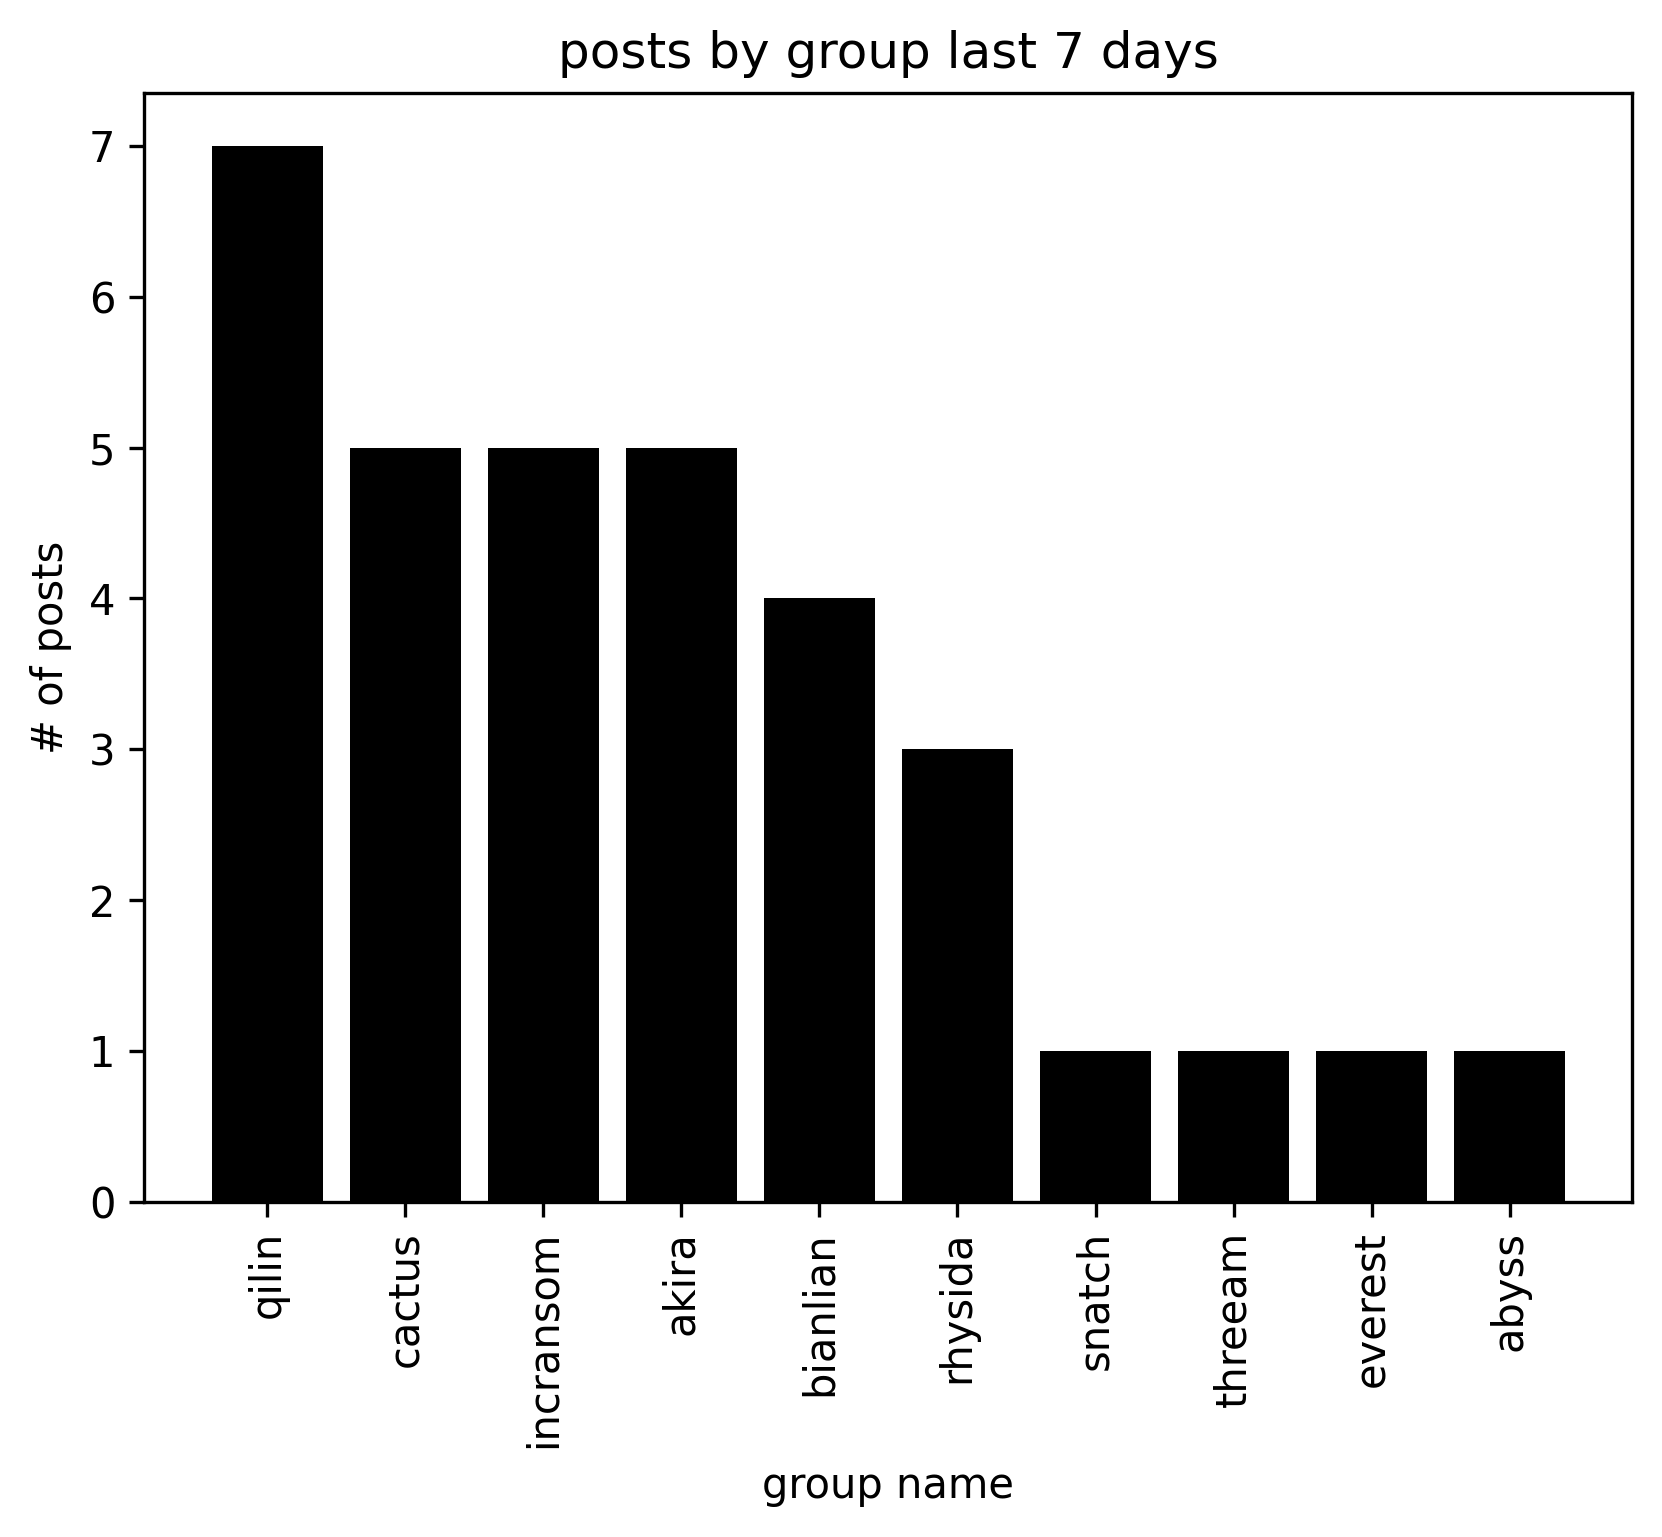 posts by group last 7 days
# of posts
7
6
5
4
3
2
1
0
qilin
cactus
incransom
akira
bianlian
rhysida
snatch
threeam
everest
abyss
group name